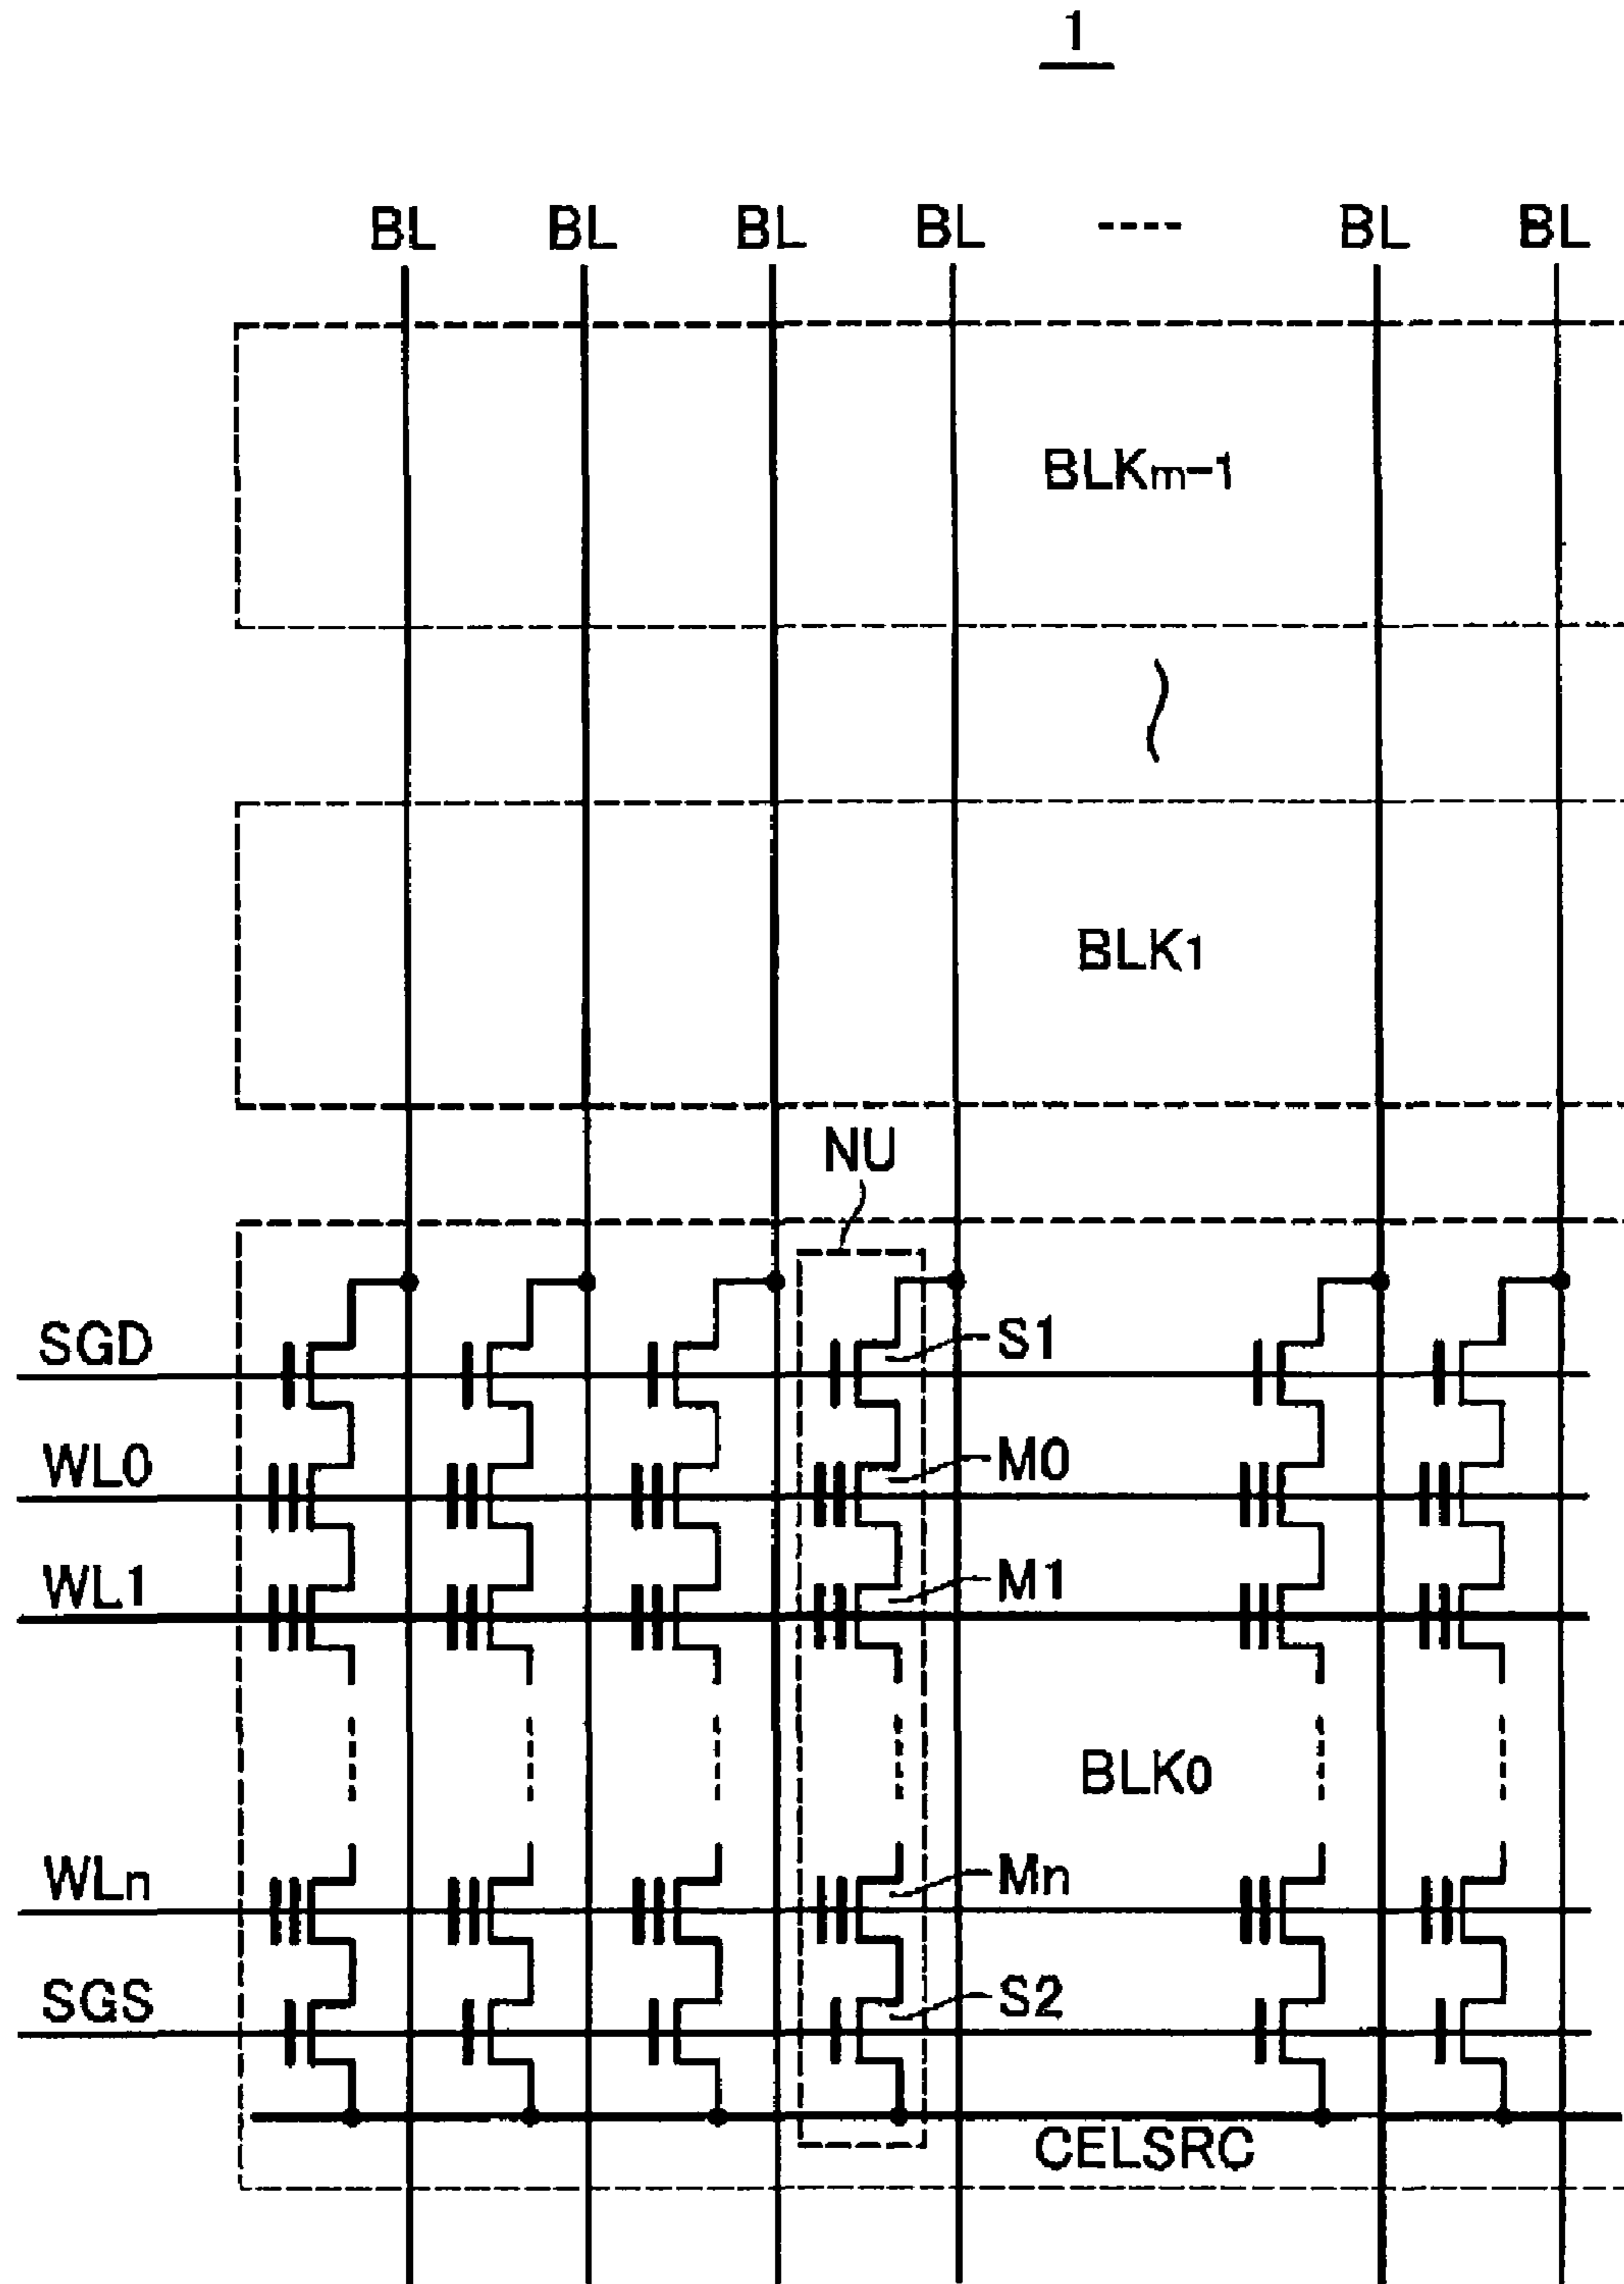 1
BL BL BL BL ---- BL BL
BLKm-1
BLK1
NU
SGD S1
WL0 M0
WL1 M1
BLK0
WLn Mn
SGS S2
CELSRC